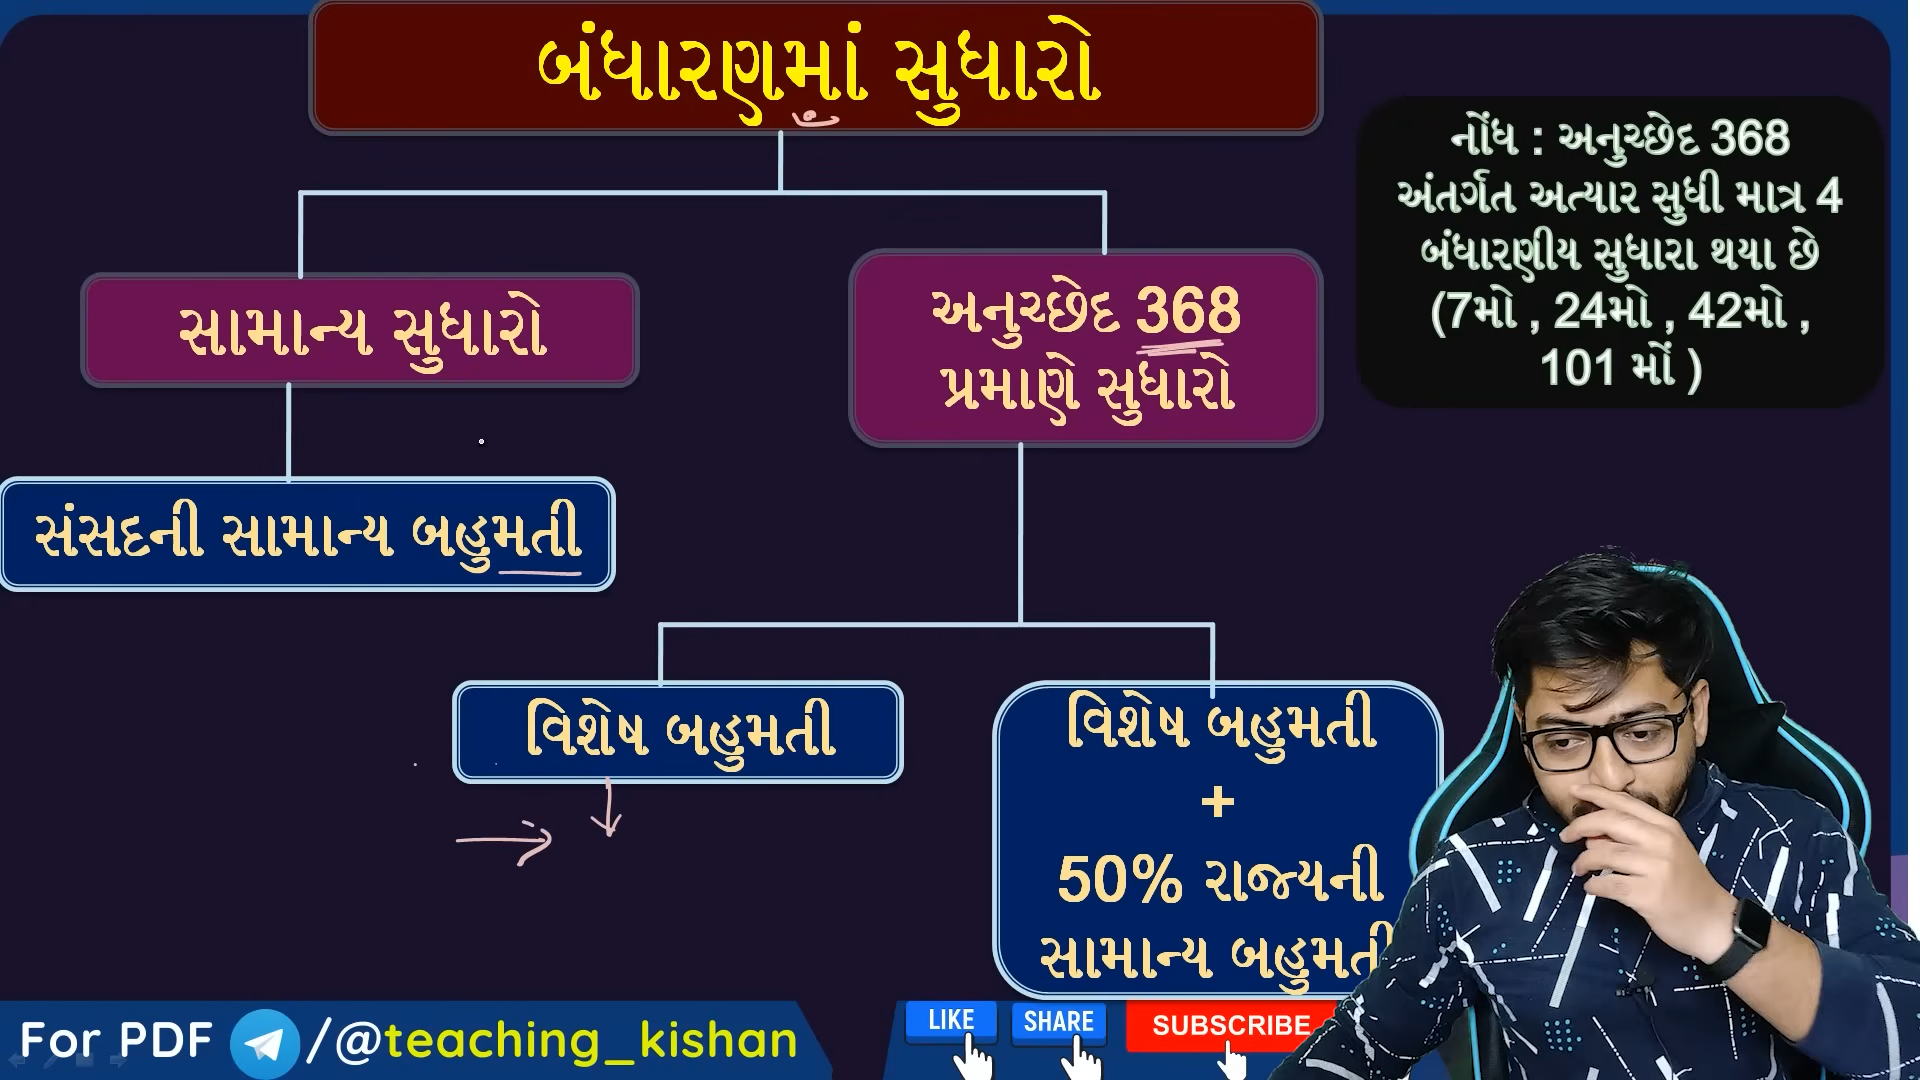 બંધારણમાં સુધારો
નોંધ : અનુચ્છેદ 368
અંતર્ગત અત્યાર સુધી માત્ર 4
બંધારણીય સુધારા થયા છે
(7મો , 24મો , 42મો ,
101 મોં )
સામાન્ય સુધારો
અનુચ્છેદ 368
પ્રમાણે સુધારો
સંસદની સામાન્ય બહુમતી
વિશેષ બહુમતી
વિશેષ બહુમતી
+
50% રાજ્યની
સામાન્ય બહુમતી
For PDF /@teaching_kishan
LIKE
SHARE
SUBSCRIBE